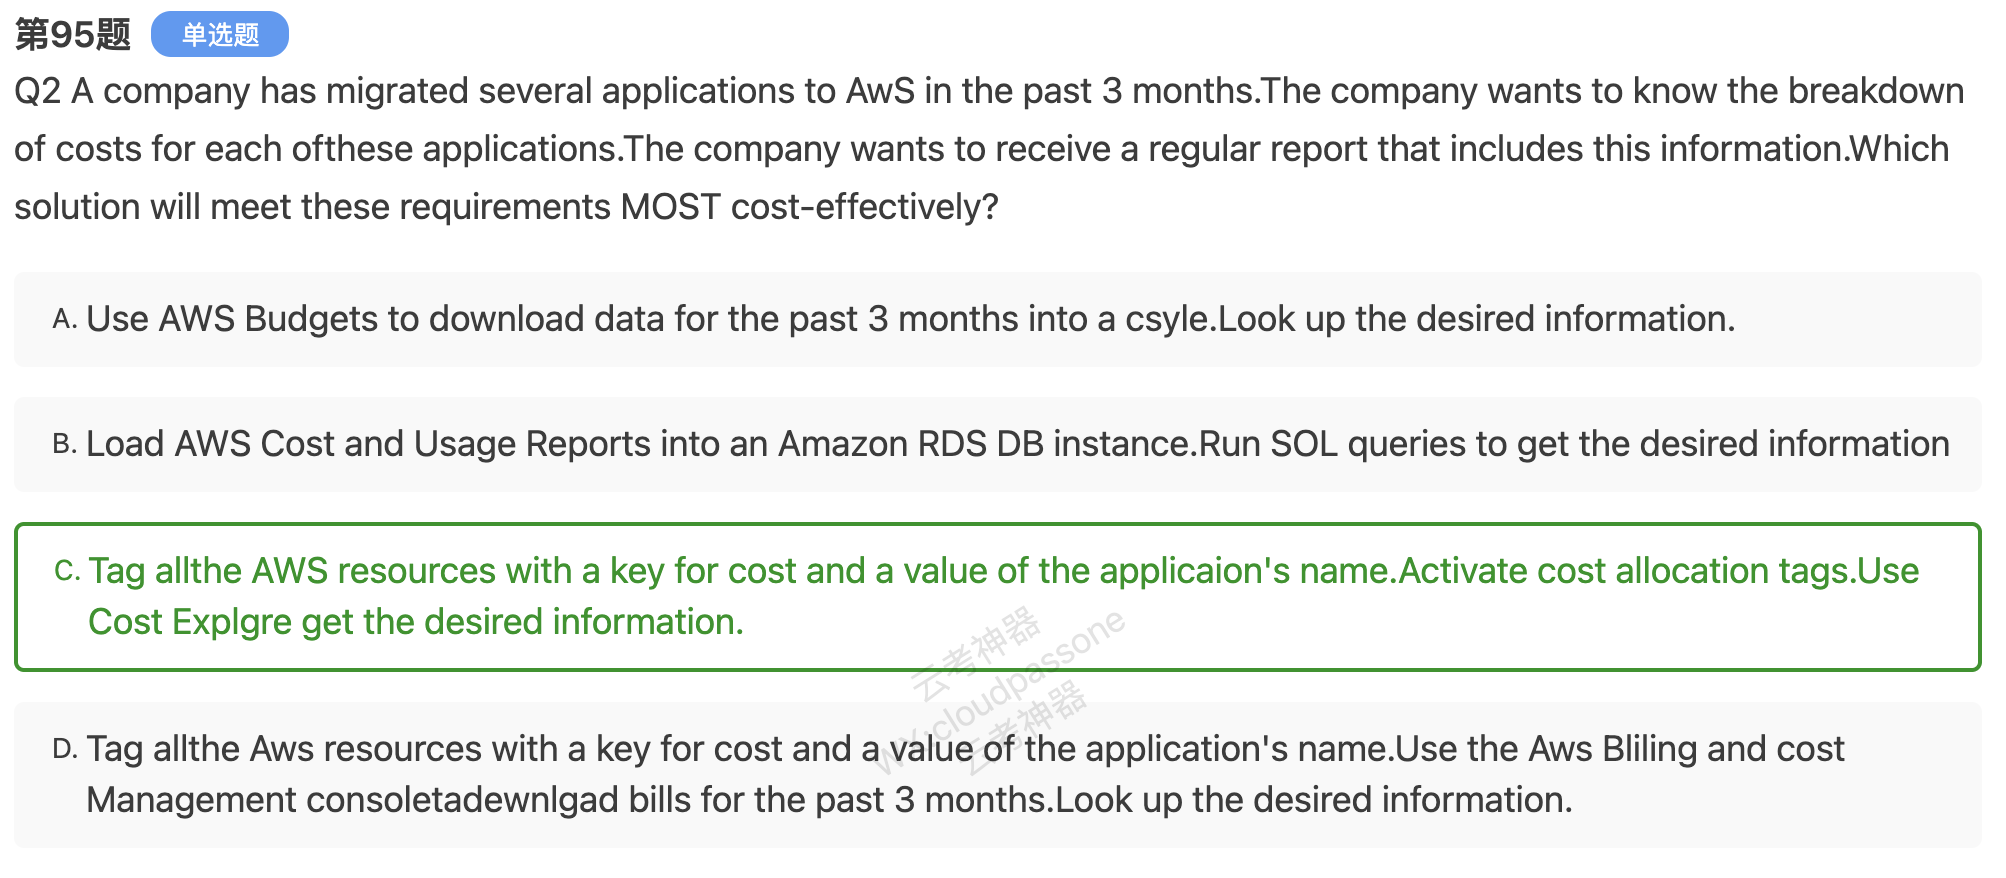 第95题 单选题
Q2 A company has migrated several applications to AwS in the past 3 months.The company wants to know the breakdown
of costs for each ofthese applications.The company wants to receive a regular report that includes this information.Which
solution will meet these requirements MOST cost-effectively?
A. Use AWS Budgets to download data for the past 3 months into a csyle.Look up the desired information.
B. Load AWS Cost and Usage Reports into an Amazon RDS DB instance.Run SOL queries to get the desired information
C. Tag allthe AWS resources with a key for cost and a value of the applicaion's name.Activate cost allocation tags.Use
Cost Explgre get the desired information.
云考神器
WX:cloudpassone
云考神器
D. Tag allthe Aws resources with a key for cost and a value of the application's name.Use the Aws Bliling and cost
Management consoletadewnlgad bills for the past 3 months.Look up the desired information.